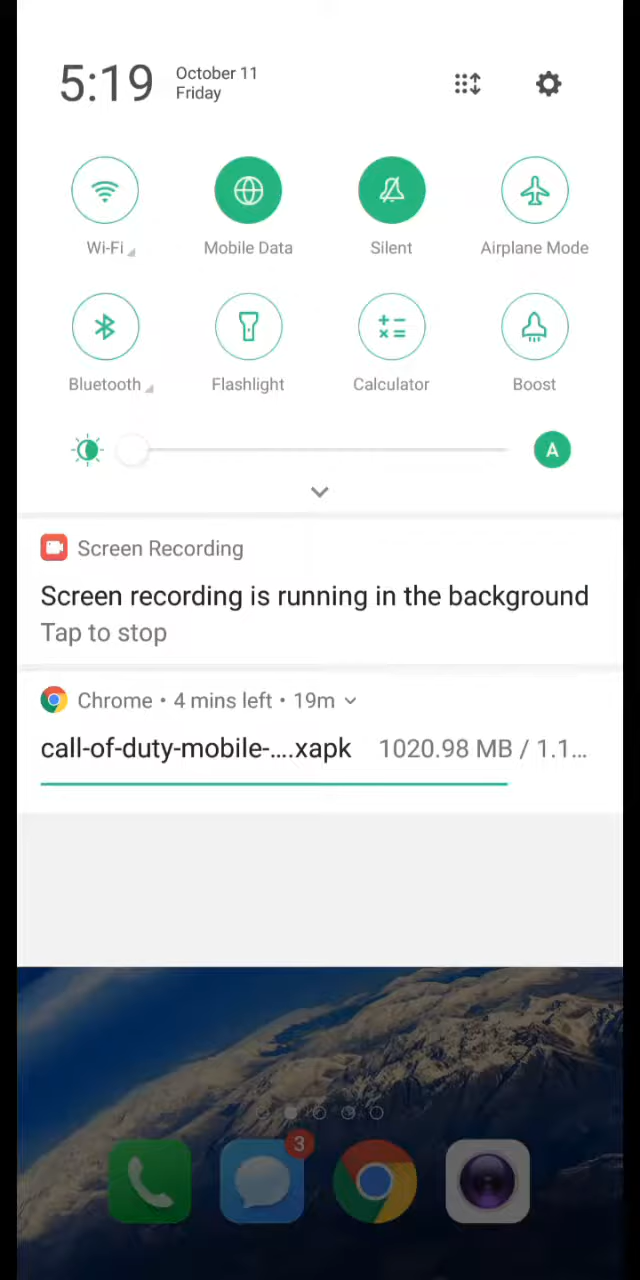 5:19
October 11
Friday
Wi-Fi
Mobile Data
Silent
Airplane Mode
Bluetooth
Flashlight
Calculator
Boost
A
Screen Recording
Screen recording is running in the background
Tap to stop
Chrome • 4 mins left • 19m
call-of-duty-mobile-....xapk 1020.98 MB / 1.1...
3